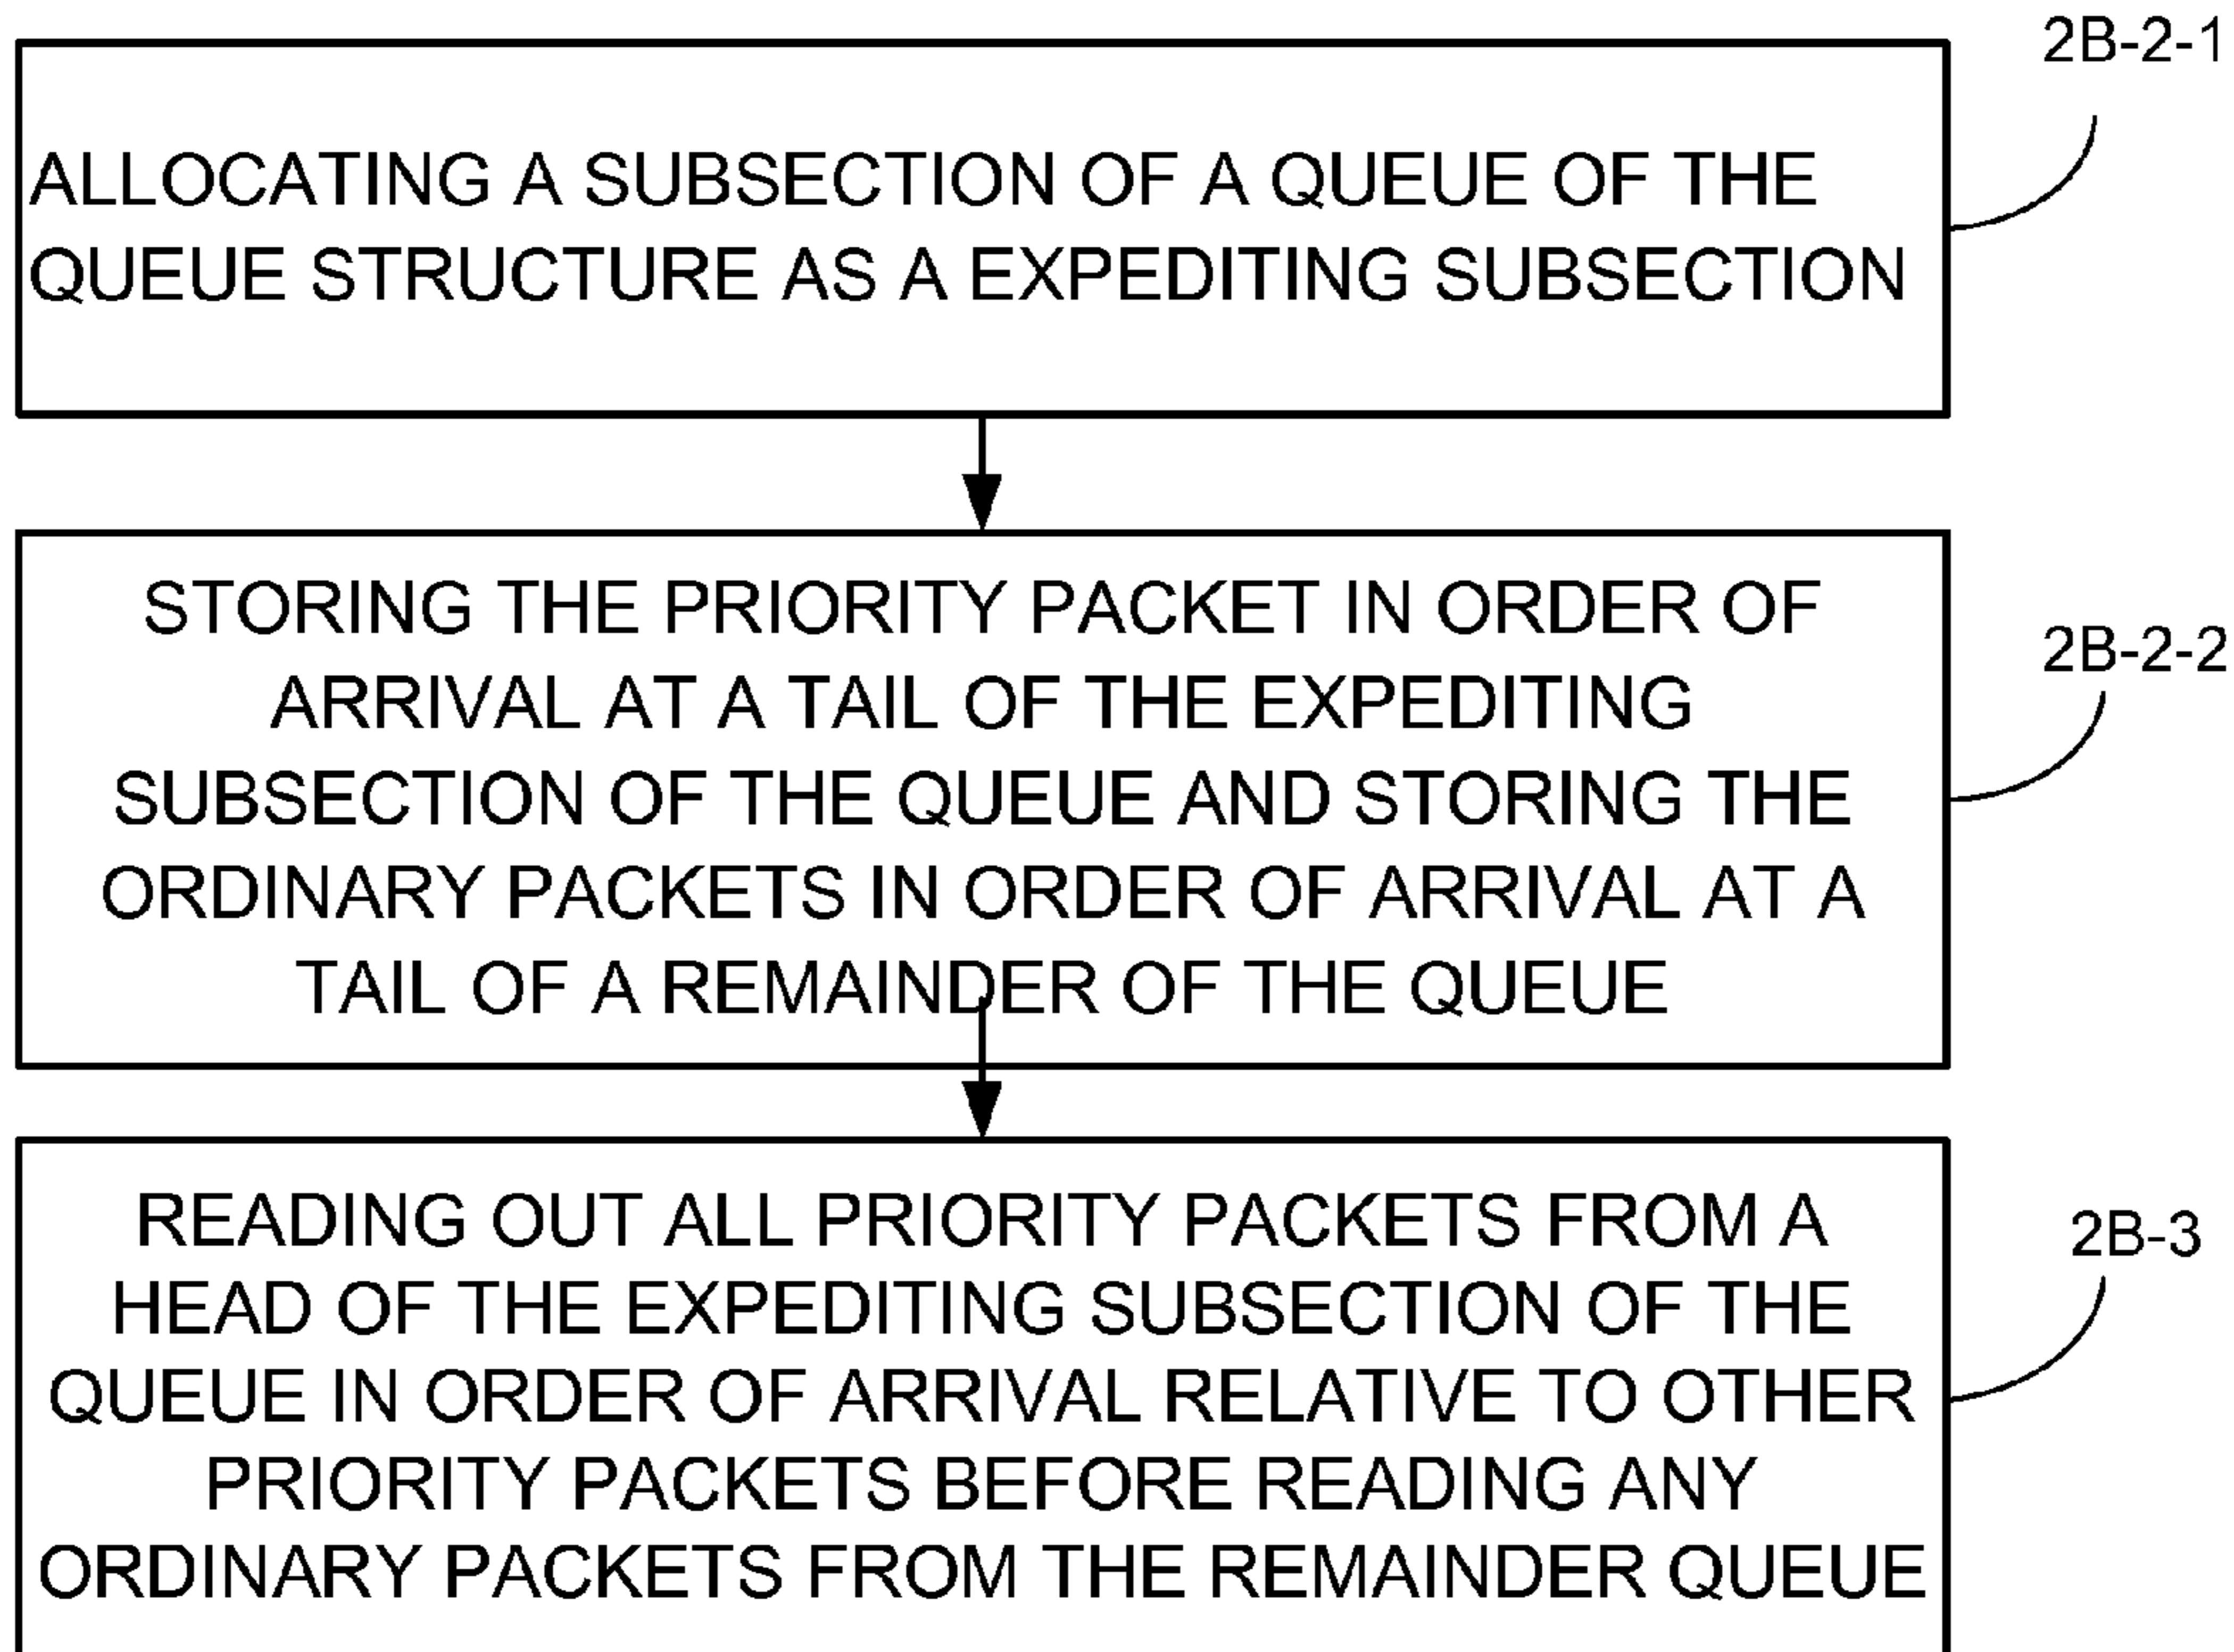 2B-2-1
ALLOCATING A SUBSECTION OF A QUEUE OF THE
QUEUE STRUCTURE AS A EXPEDITING SUBSECTION
STORING THE PRIORITY PACKET IN ORDER OF
ARRIVAL AT A TAIL OF THE EXPEDITING
SUBSECTION OF THE QUEUE AND STORING THE
ORDINARY PACKETS IN ORDER OF ARRIVAL AT A
TAIL OF A REMAINDER OF THE QUEUE
2B-2-2
READING OUT ALL PRIORITY PACKETS FROM A
HEAD OF THE EXPEDITING SUBSECTION OF THE
QUEUE IN ORDER OF ARRIVAL RELATIVE TO OTHER
PRIORITY PACKETS BEFORE READING ANY
ORDINARY PACKETS FROM THE REMAINDER QUEUE
2B-3